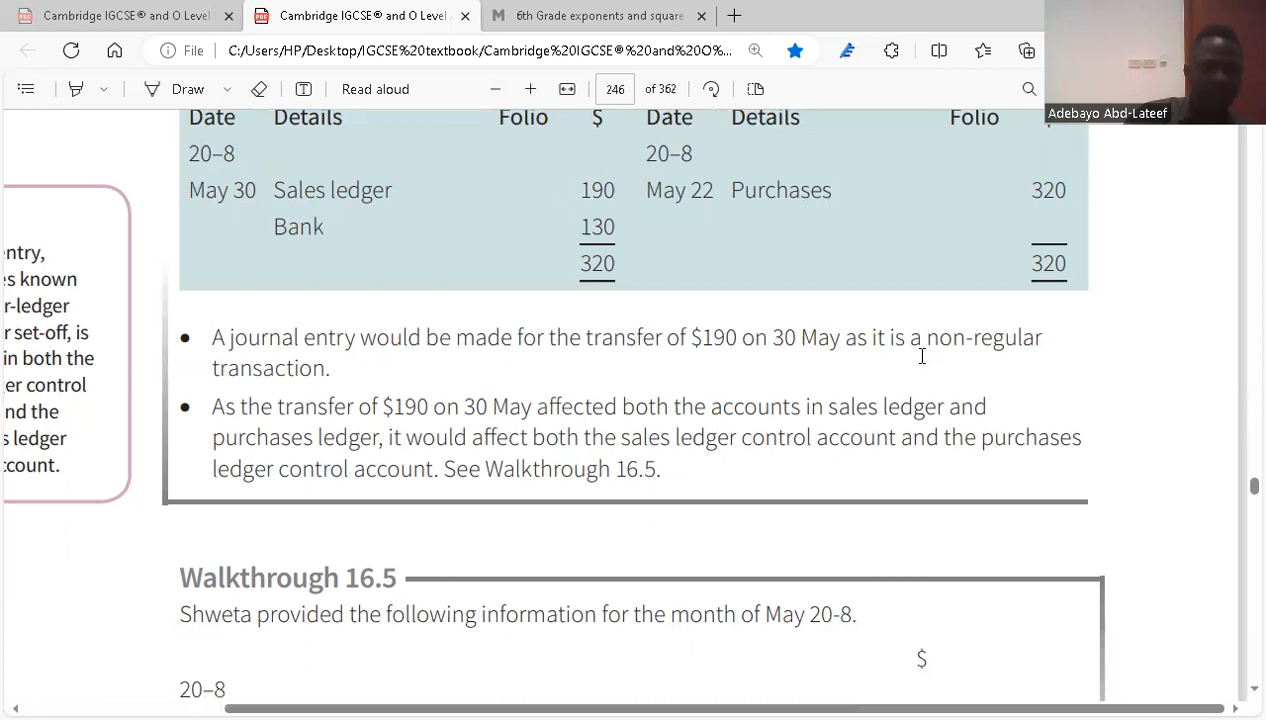 Cambridge IGCSE® and O Level
Cambridge IGCSE® and O Level
6th Grade exponents and square
File
C:/Users/HP/Desktop/IGCSE%20textbook/Cambridge%20IGCSE®%20and%20O%...
Draw
Read aloud
246 of 362
Adebayo Abd-Lateef
Date Details Folio $ Date Details Folio
20–8 20–8
May 30 Sales ledger 190 May 22 Purchases 320
Bank 130
320 320
entry,
es known
r-ledger
r set-off, is
in both the
er control
nd the
s ledger
ccount.
• A journal entry would be made for the transfer of $190 on 30 May as it is a non-regular
transaction.
• As the transfer of $190 on 30 May affected both the accounts in sales ledger and
purchases ledger, it would affect both the sales ledger control account and the purchases
ledger control account. See Walkthrough 16.5.
Walkthrough 16.5
Shweta provided the following information for the month of May 20-8.
$
20–8